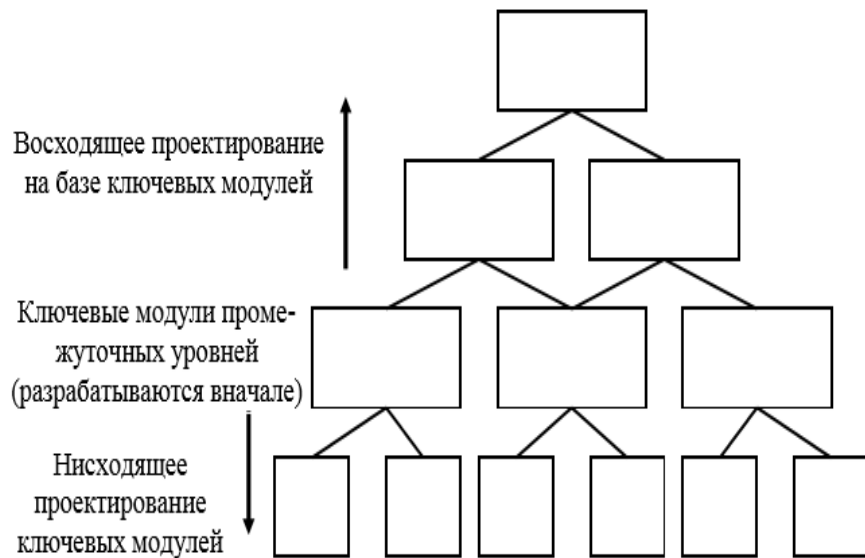 Восходящее проектирование
на базе ключевых модулей
Ключевые модули проме-
жуточных уровней
(разрабатываются вначале)
Нисходящее
проектирование
ключевых модулей